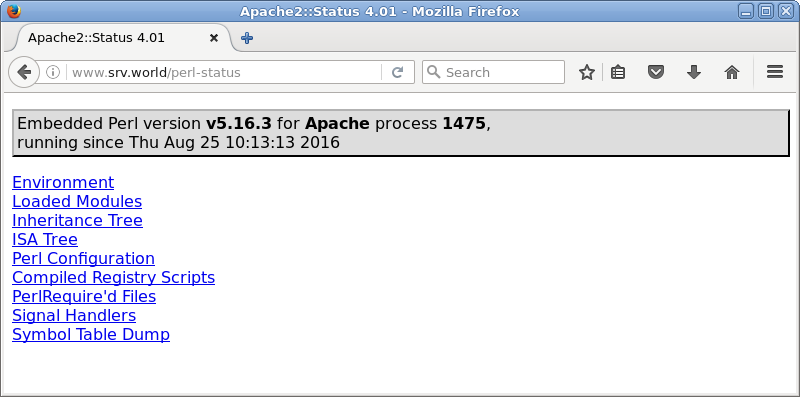 Apache2::Status 4.01 - Mozilla Firefox
Apache2::Status 4.01
www.srv.world/perl-status
Search
Embedded Perl version v5.16.3 for Apache process 1475,
running since Thu Aug 25 10:13:13 2016
Environment
Loaded Modules
Inheritance Tree
ISA Tree
Perl Configuration
Compiled Registry Scripts
PerlRequire'd Files
Signal Handlers
Symbol Table Dump